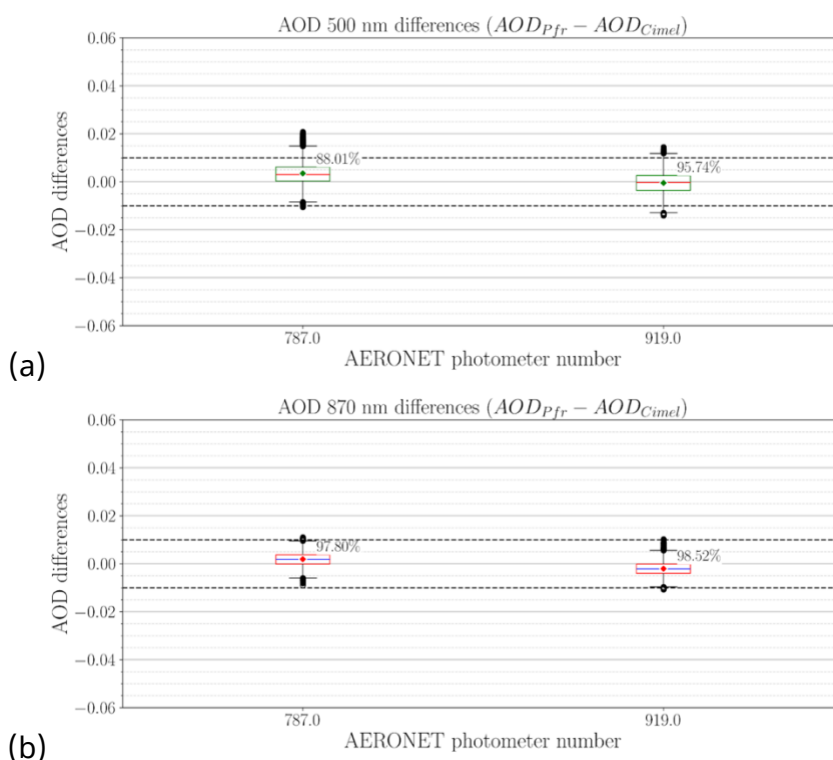 AOD 500 nm differences (AOD_Pfr − AOD_Cimel)
0.06
0.04
0.02
0.00
−0.02
−0.04
−0.06
AOD differences
88.01%
95.74%
787.0
919.0
AERONET photometer number
(a)
AOD 870 nm differences (AOD_Pfr − AOD_Cimel)
0.06
0.04
0.02
0.00
−0.02
−0.04
−0.06
AOD differences
97.80%
98.52%
787.0
919.0
AERONET photometer number
(b)